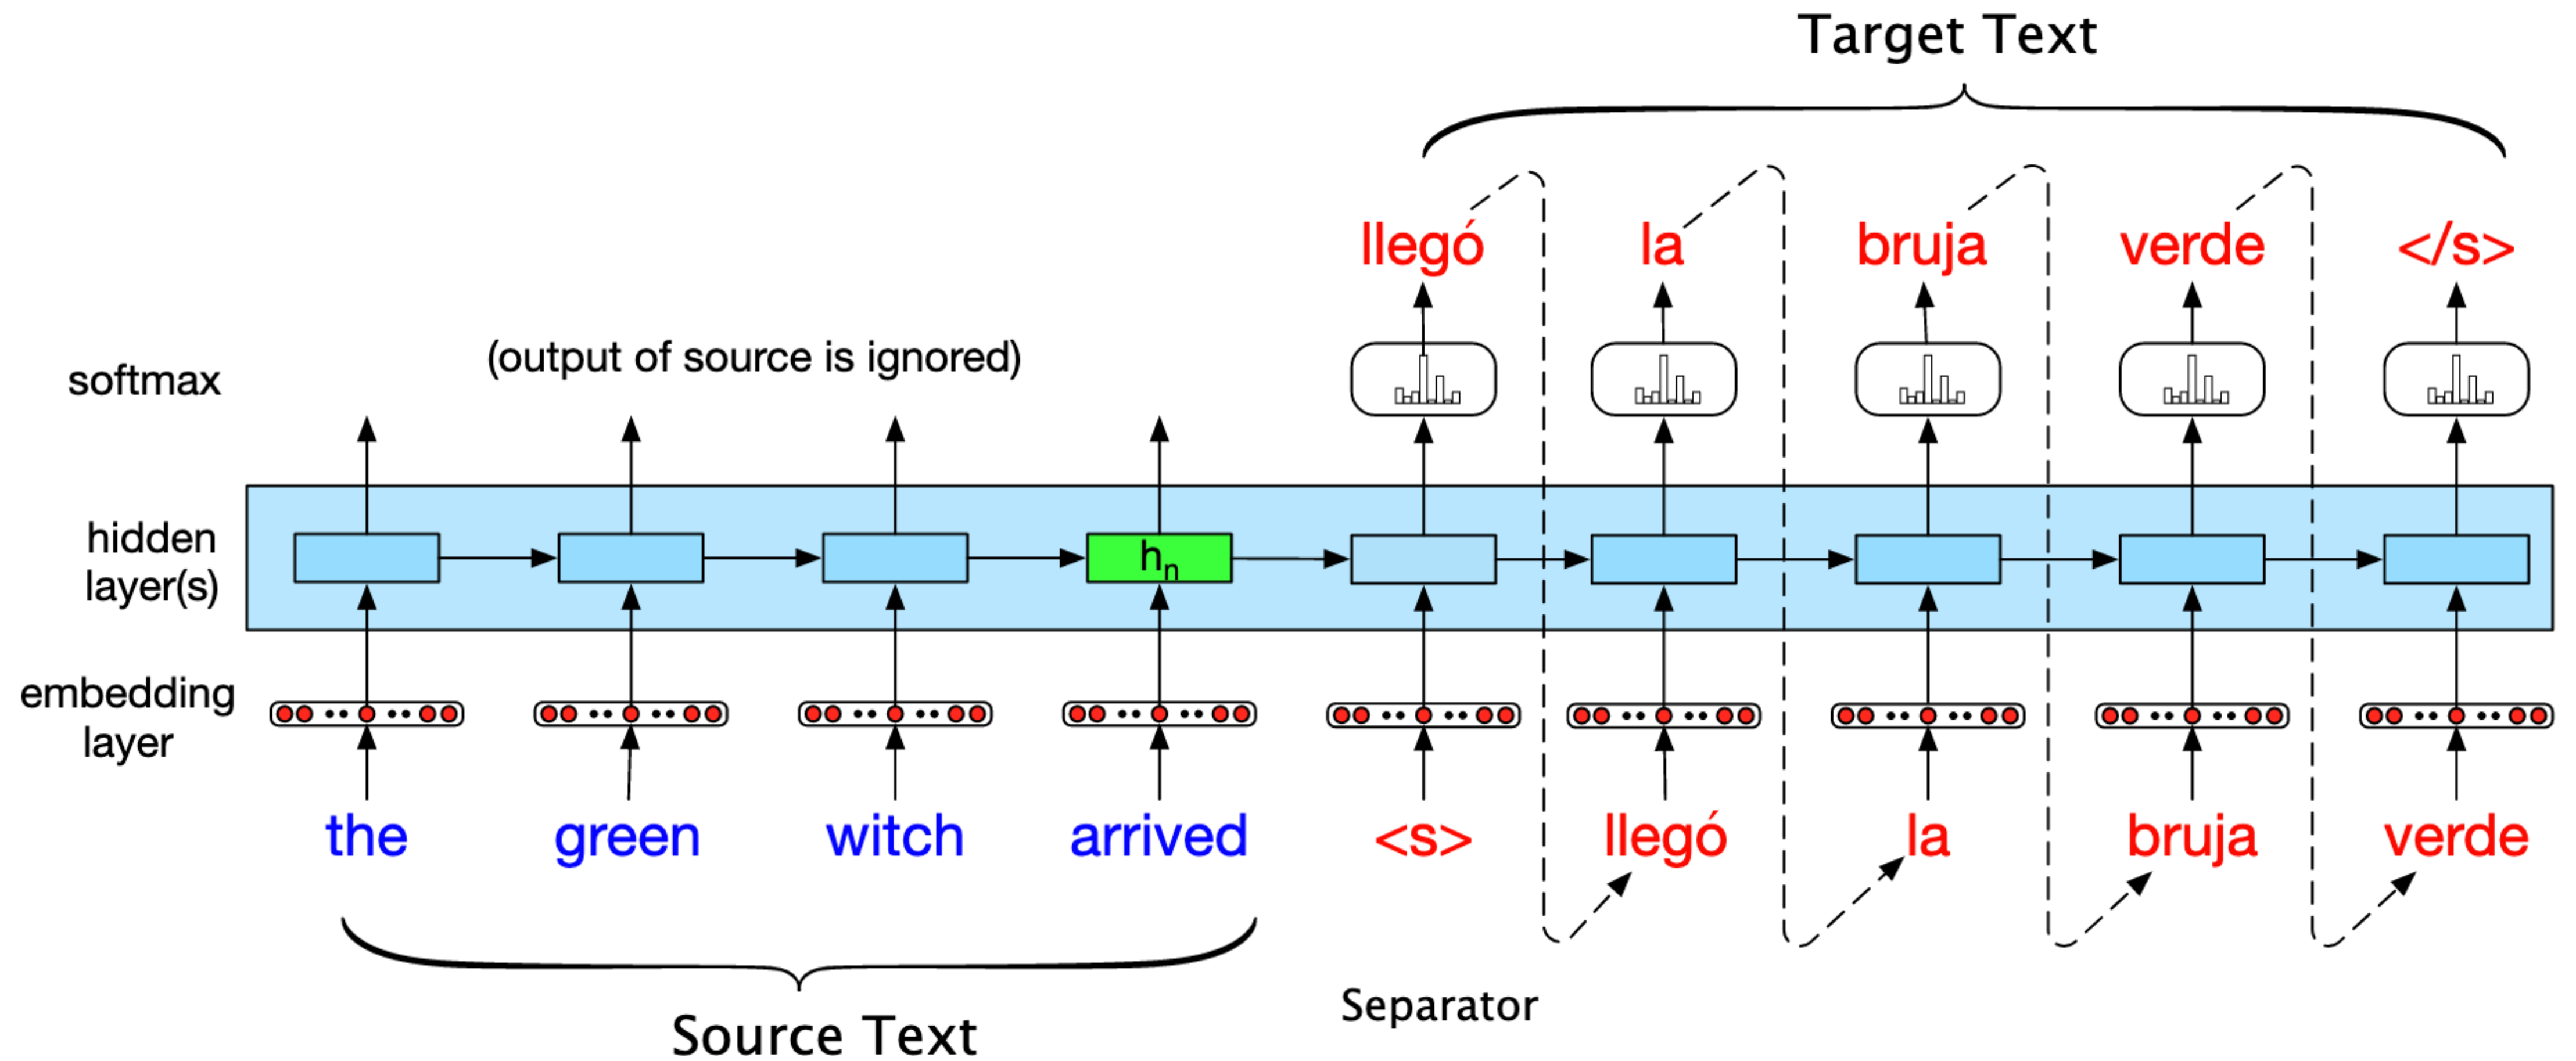 Target Text
llegó la bruja verde </s>
softmax
(output of source is ignored)
hidden
layer(s)
hn
embedding
layer
the green witch arrived <s> llegó la bruja verde
Separator
Source Text